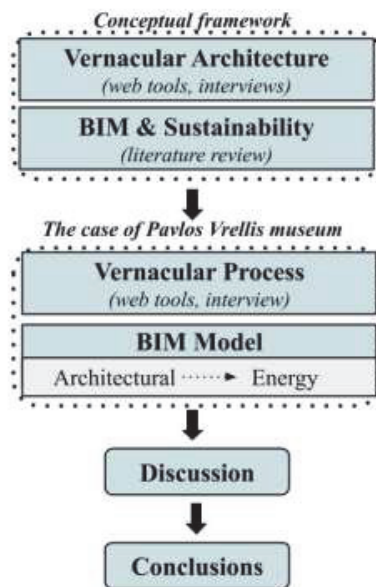 Conceptual framework
Vernacular Architecture
(web tools, interviews)
BIM & Sustainability
(literature review)
The case of Pavlos Vrellis museum
Vernacular Process
(web tools, interview)
BIM Model
Architectural Energy
Discussion
Conclusions